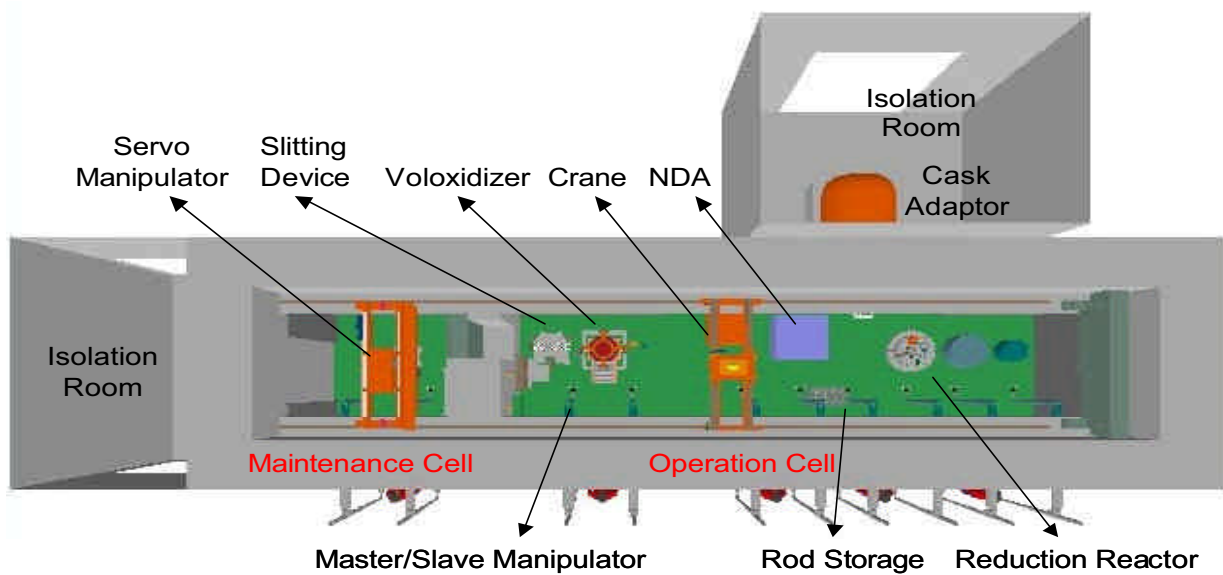 Isolation
Room
Servo
Manipulator
Slitting
Device
Voloxidizer
Crane
NDA
Cask
Adaptor
Isolation
Room
Maintenance Cell
Operation Cell
Master/Slave Manipulator
Rod Storage
Reduction Reactor